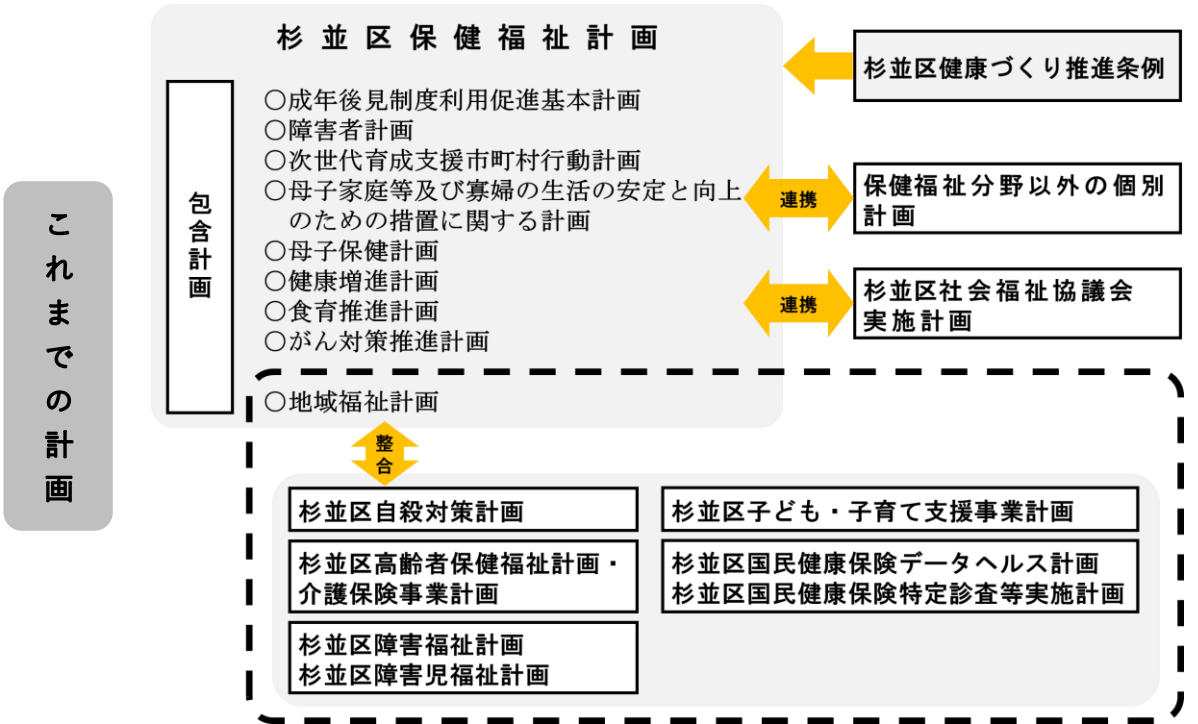 これまでの計画
杉並区保健福祉計画
包含計画
○成年後見制度利用促進基本計画
○障害者計画
○次世代育成支援市町村行動計画
○母子家庭等及び寡婦の生活の安定と向上
のための措置に関する計画
○母子保健計画
○健康増進計画
○食育推進計画
○がん対策推進計画
○地域福祉計画
杉並区健康づくり推進条例
連携
保健福祉分野以外の個別
計画
連携
杉並区社会福祉協議会
実施計画
整合
杉並区自殺対策計画
杉並区高齢者保健福祉計画・
介護保険事業計画
杉並区障害福祉計画
杉並区障害児福祉計画
杉並区子ども・子育て支援事業計画
杉並区国民健康保険データヘルス計画
杉並区国民健康保険特定診査等実施計画